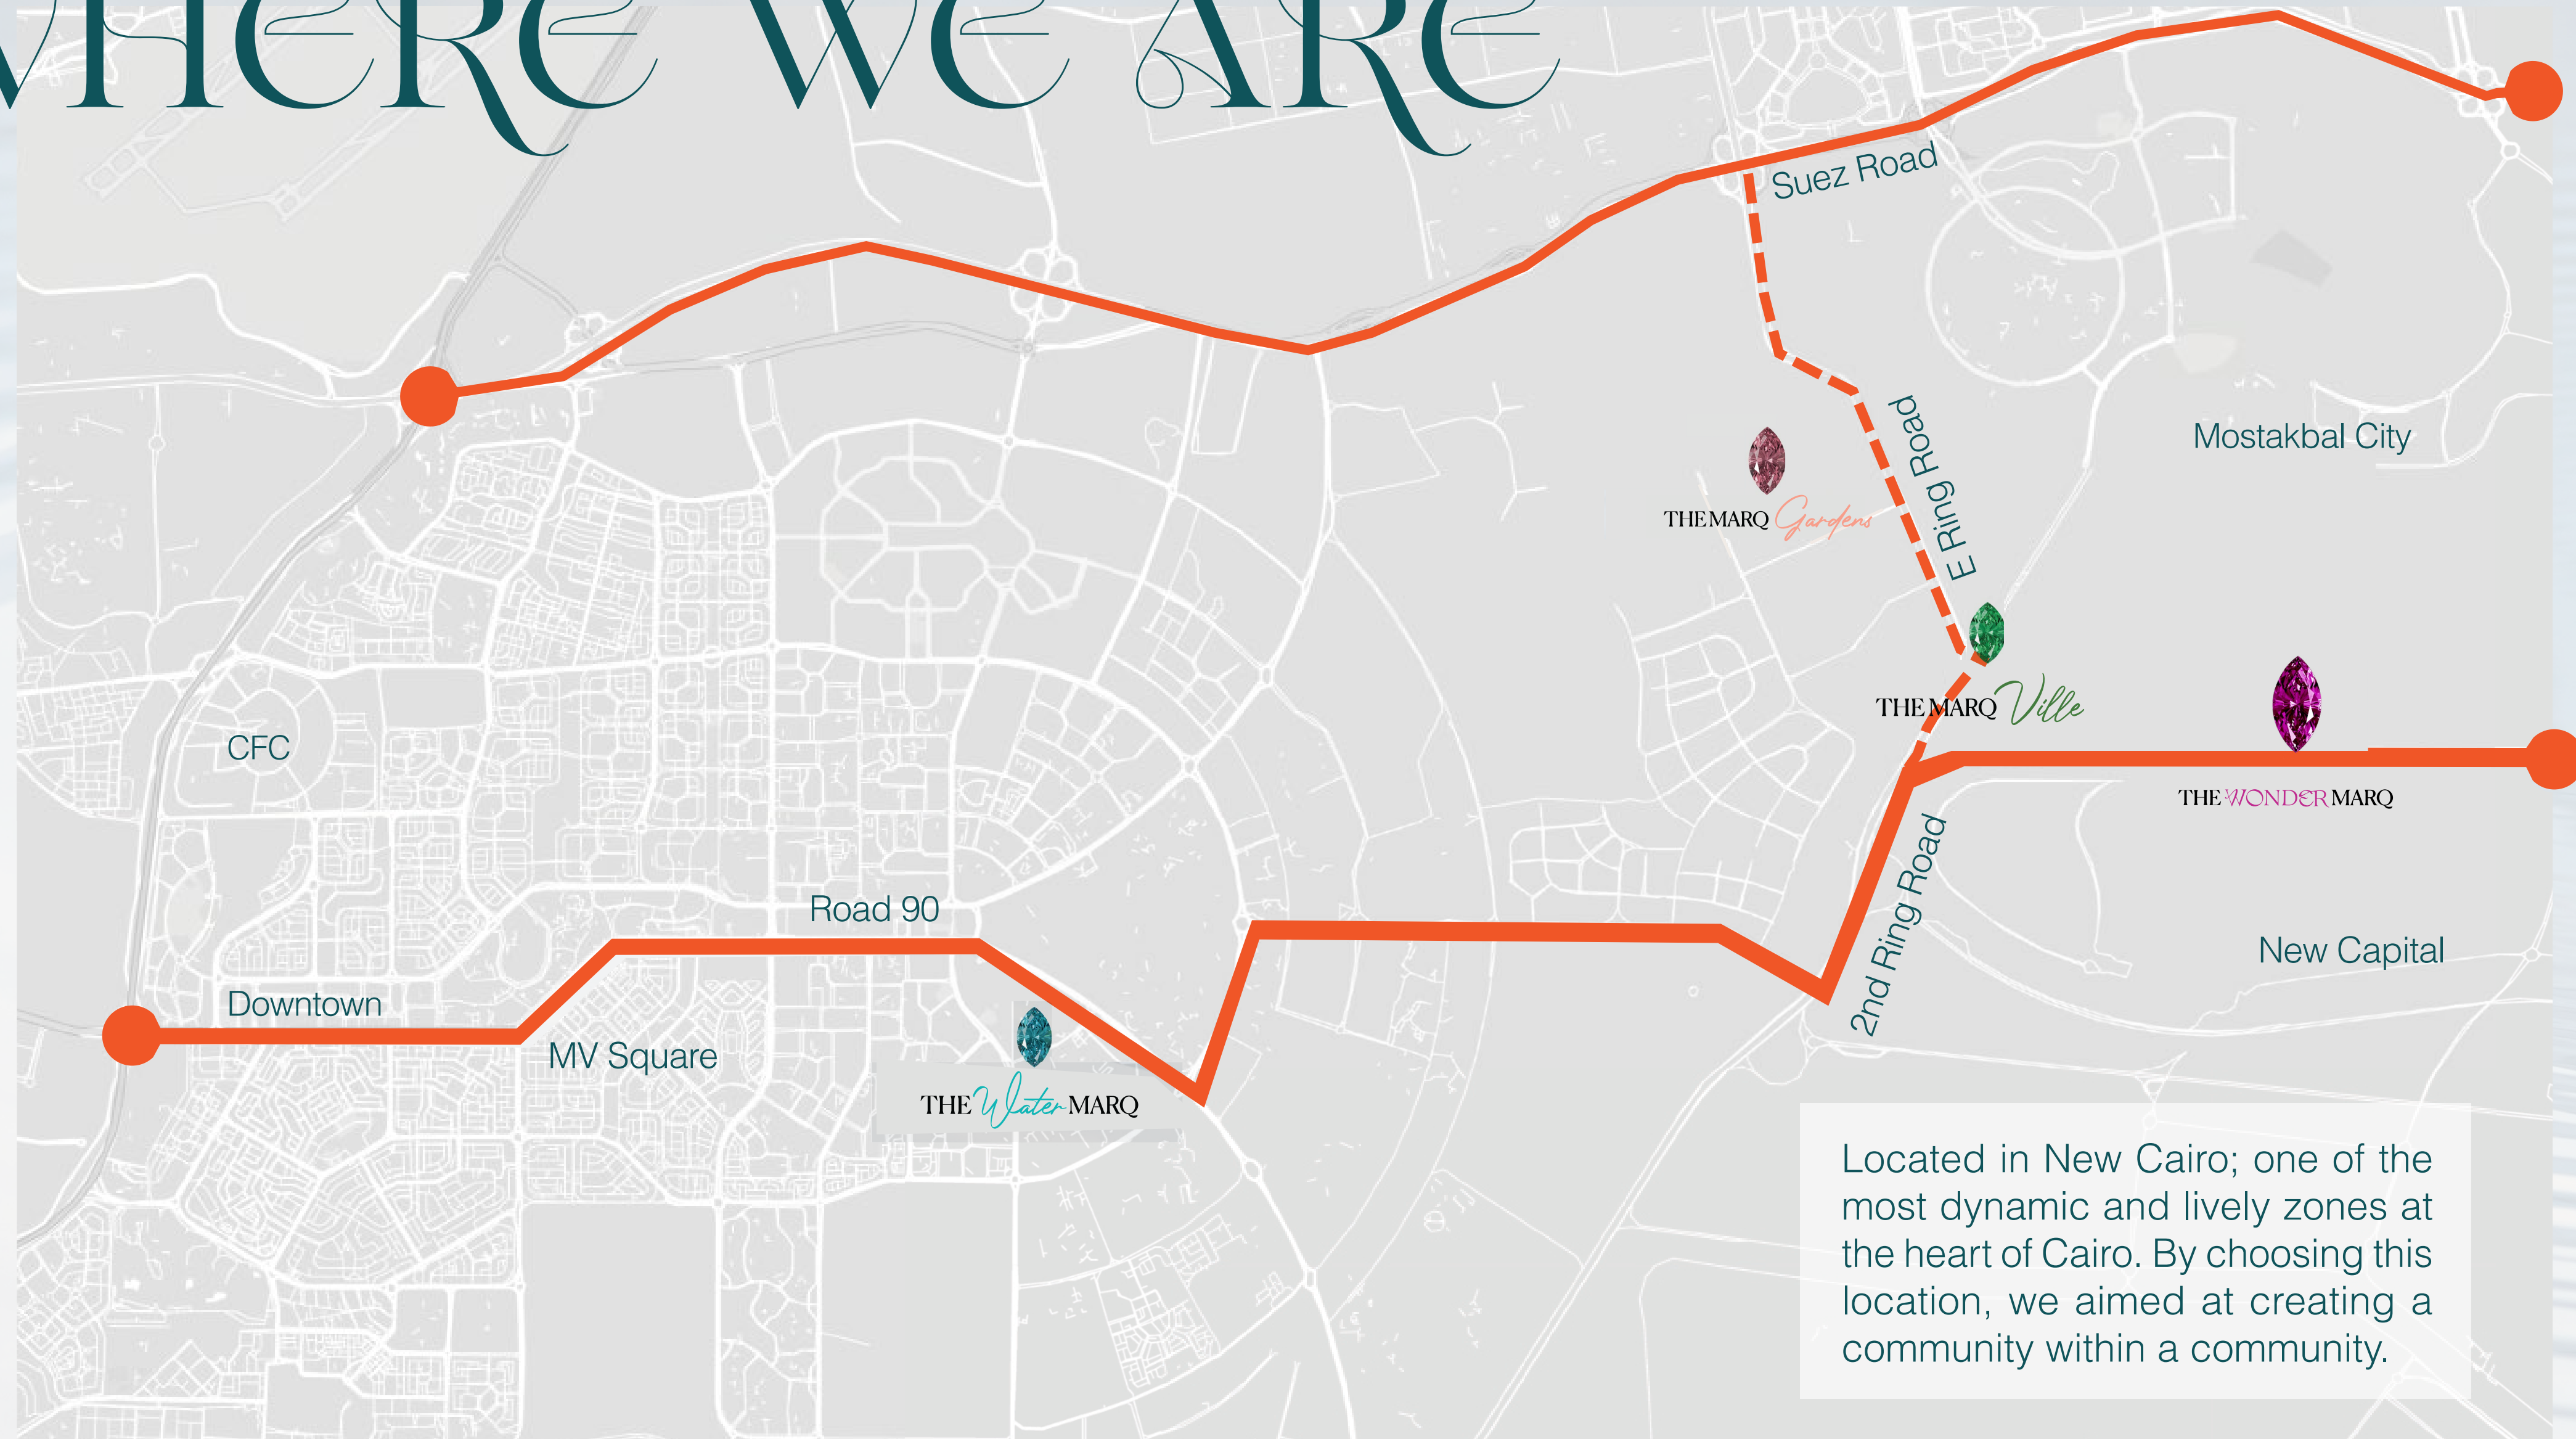 WHERE WE ARE
Suez Road
E Ring Road
Mostakbal City
THE MARQ Gardens
THE MARQ Ville
THE WONDER MARQ
CFC
Road 90
2nd Ring Road
New Capital
Downtown
MV Square
THE Water MARQ
Located in New Cairo; one of the
most dynamic and lively zones at
the heart of Cairo. By choosing this
location, we aimed at creating a
community within a community.